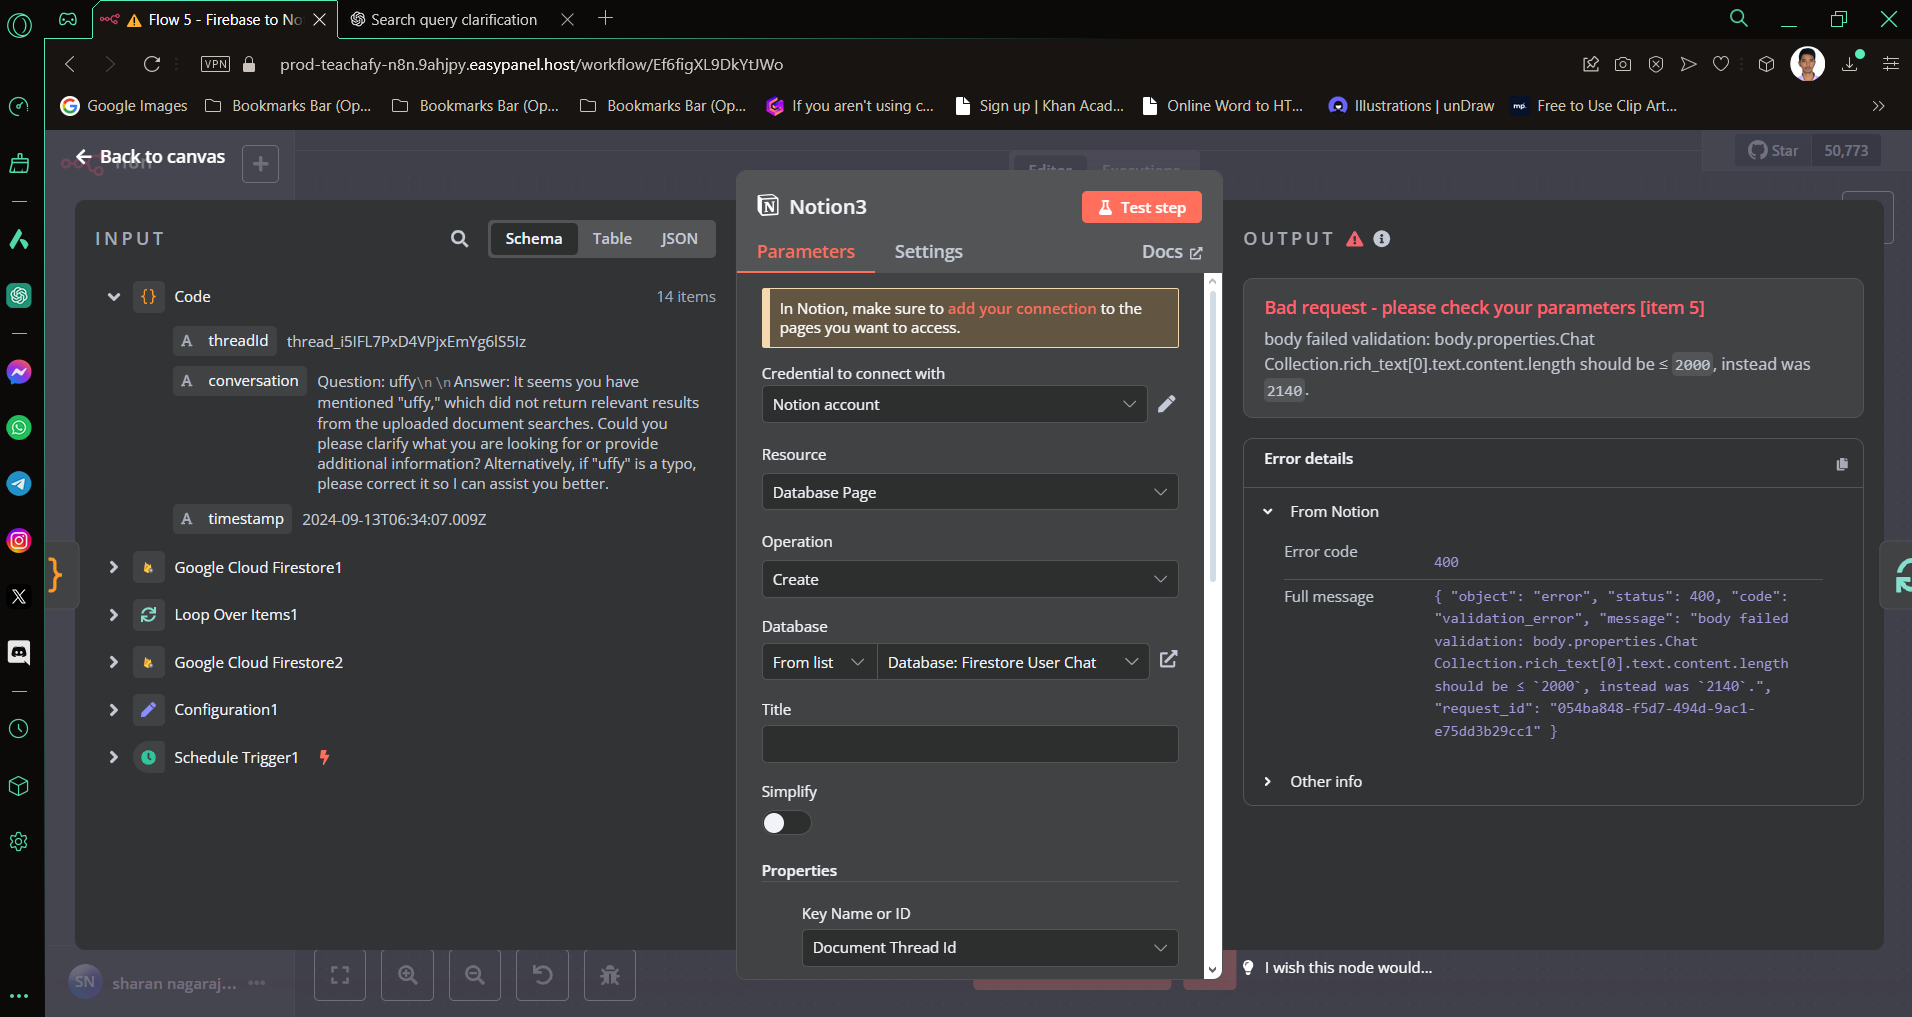 Flow 5 - Firebase to No
Search query clarification
VPN
prod-teachafy-n8n.9ahjpy.easypanel.host/workflow/Ef6figXL9DkYtJWo
Google Images
Bookmarks Bar (Op...
Bookmarks Bar (Op...
Bookmarks Bar (Op...
If you aren't using c...
Sign up | Khan Acad...
Online Word to HT...
Illustrations | unDraw
mp.
Free to Use Clip Art...
Back to canvas
n8n
Editor
Executions
Star
50,773
INPUT
Schema
Table
JSON
Code
14 items
A threadId thread_i5IFL7PxD4VPjxEmYg6lS5Iz
A conversation Question: uffy\n \n Answer: It seems you have
mentioned "uffy," which did not return relevant results
from the uploaded document searches. Could you
please clarify what you are looking for or provide
additional information? Alternatively, if "uffy" is a typo,
please correct it so I can assist you better.
A timestamp 2024-09-13T06:34:07.009Z
Google Cloud Firestore1
Loop Over Items1
Google Cloud Firestore2
Configuration1
Schedule Trigger1
SN
sharan nagaraj...
Notion3
Test step
Parameters
Settings
Docs
In Notion, make sure to add your connection to the
pages you want to access.
Credential to connect with
Notion account
Resource
Database Page
Operation
Create
Database
From list
Database: Firestore User Chat
Title
Simplify
Properties
Key Name or ID
Document Thread Id
OUTPUT
Bad request - please check your parameters [item 5]
body failed validation: body.properties.Chat
Collection.rich_text[0].text.content.length should be ≤ 2000, instead was
2140.
Error details
From Notion
Error code
400
Full message
{ "object": "error", "status": 400, "code":
"validation_error", "message": "body failed
validation: body.properties.Chat
Collection.rich_text[0].text.content.length
should be ≤ `2000`, instead was `2140`.",
"request_id": "054ba848-f5d7-494d-9ac1-
e75dd3b29cc1" }
Other info
I wish this node would...